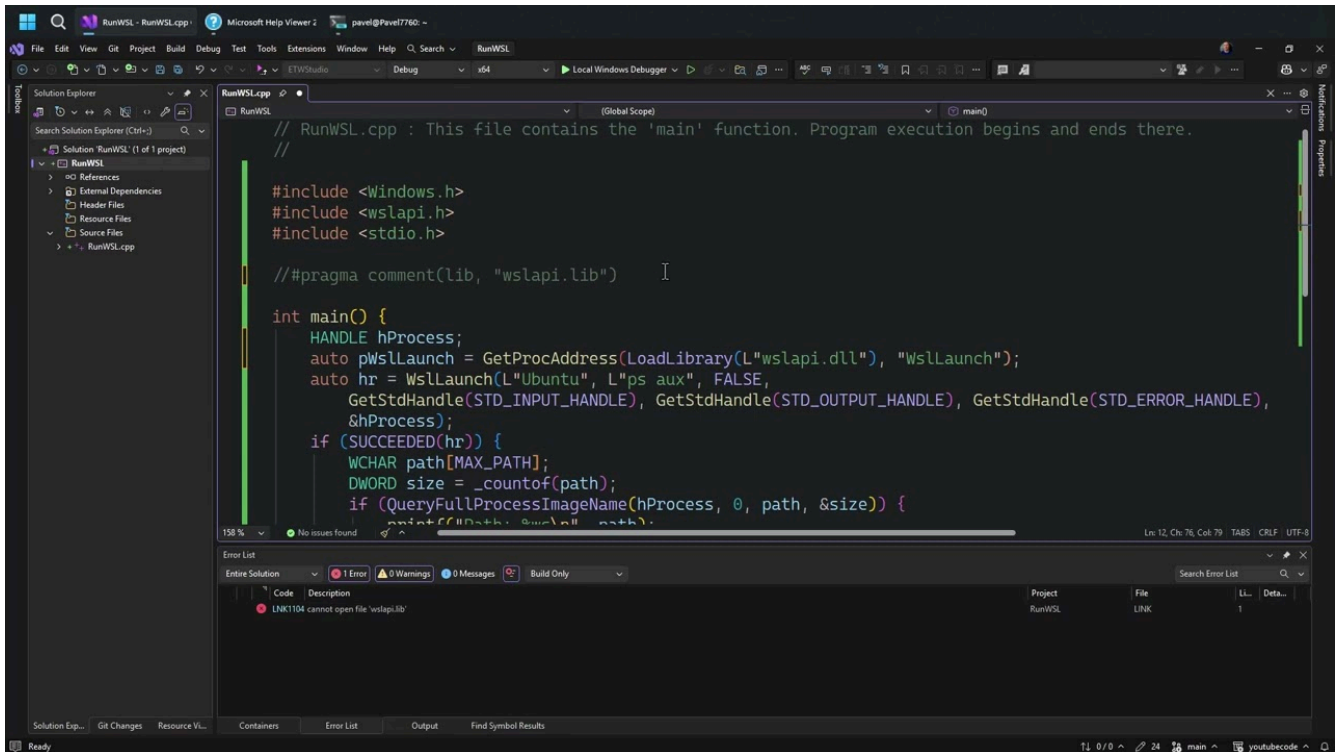 RunWSL - RunWSL.cpp
Microsoft Help Viewer 2
pavel@Pavel7760: ~
File Edit View Git Project Build Debug Test Tools Extensions Window Help Search RunWSL
ETWStudio Debug x64 Local Windows Debugger
Toolbox
Solution Explorer
Search Solution Explorer (Ctrl+;)
Solution 'RunWSL' (1 of 1 project)
RunWSL
References
External Dependencies
Header Files
Resource Files
Source Files
RunWSL.cpp
RunWSL.cpp
RunWSL (Global Scope) main()
// RunWSL.cpp : This file contains the 'main' function. Program execution begins and ends there.
//
#include <Windows.h>
#include <wslapi.h>
#include <stdio.h>
//#pragma comment(lib, "wslapi.lib")
int main() {
HANDLE hProcess;
auto pWslLaunch = GetProcAddress(LoadLibrary(L"wslapi.dll"), "WslLaunch");
auto hr = WslLaunch(L"Ubuntu", L"ps aux", FALSE,
GetStdHandle(STD_INPUT_HANDLE), GetStdHandle(STD_OUTPUT_HANDLE), GetStdHandle(STD_ERROR_HANDLE),
&hProcess);
if (SUCCEEDED(hr)) {
WCHAR path[MAX_PATH];
DWORD size = _countof(path);
if (QueryFullProcessImageName(hProcess, 0, path, &size)) {
printf("Path: %ws\n", path);
158 % No issues found Ln: 12, Ch: 76, Col: 79 TABS CRLF UTF-8
Notifications
Properties
Error List
Entire Solution 1 Error 0 Warnings 0 Messages Build Only Search Error List
Code Description Project File Li... Deta...
LNK1104 cannot open file 'wslapi.lib' RunWSL LINK 1
Solution Exp... Git Changes Resource Vi... Containers Error List Output Find Symbol Results
Ready 0/0 24 main youtubecode